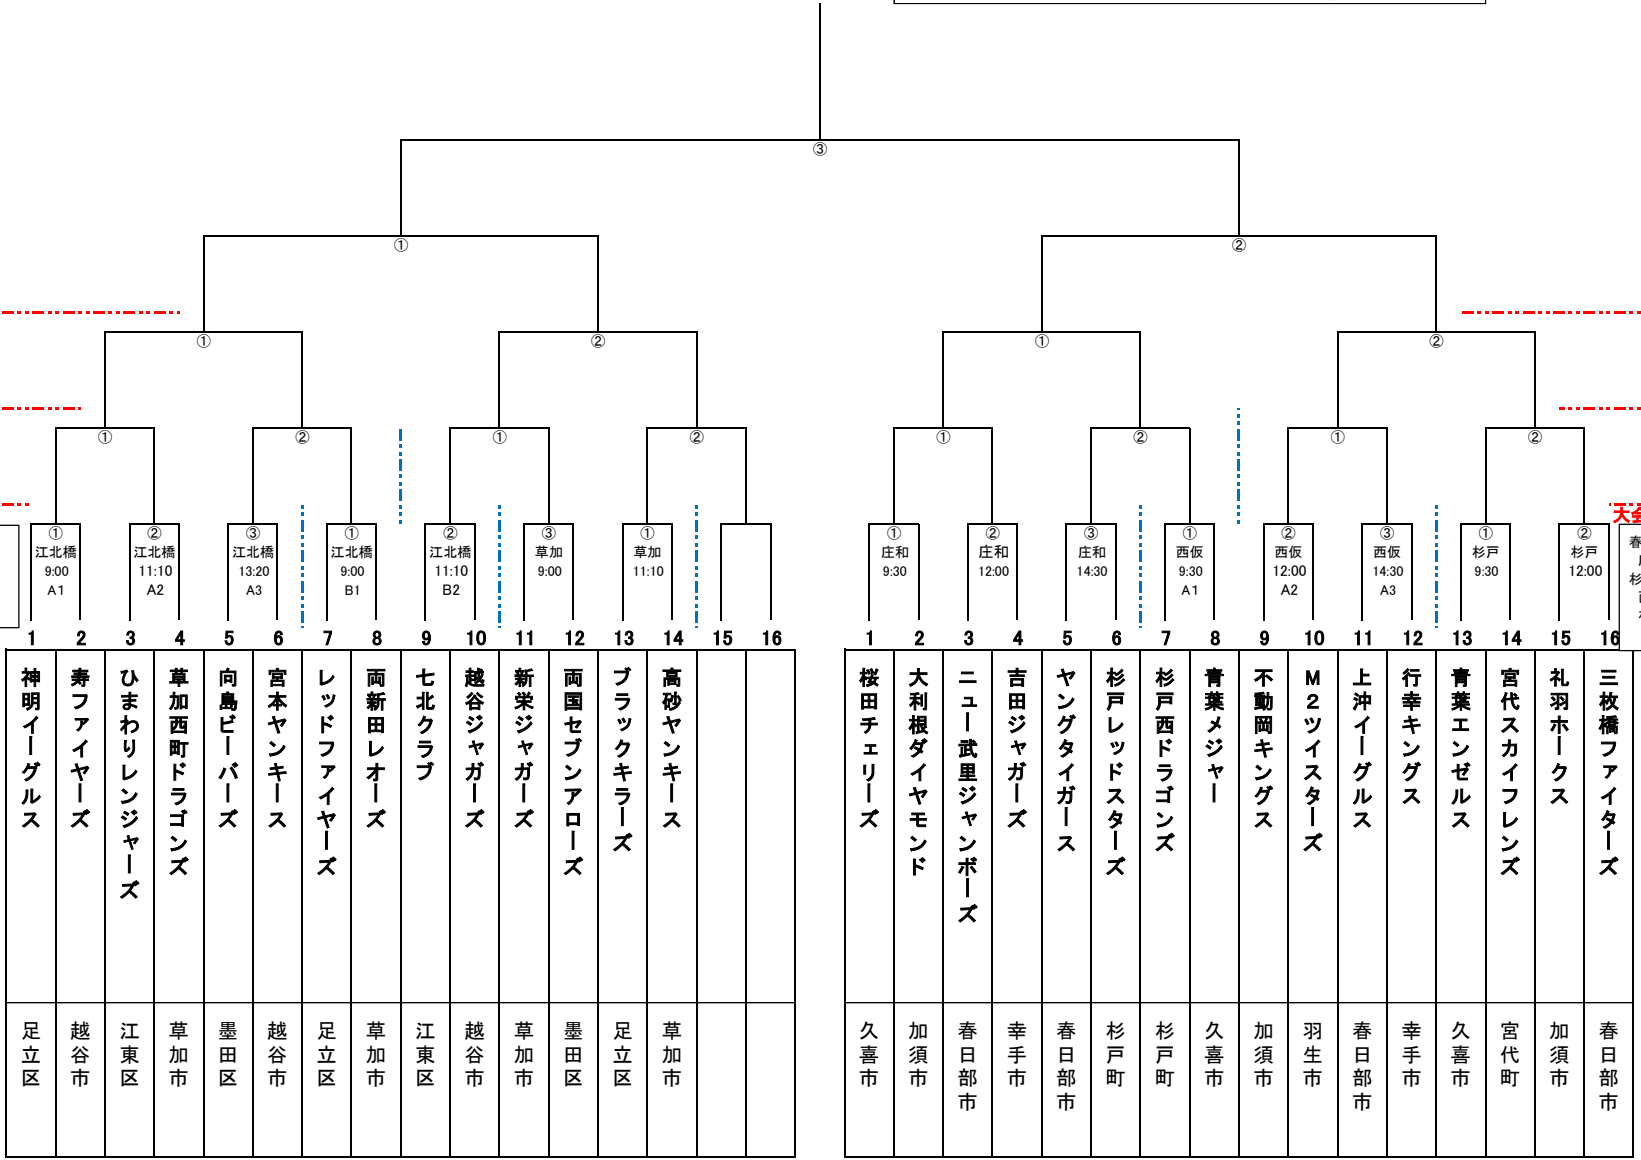 ③
① ②
① ② ① ②
① ② ① ② ① ② ① ②
大会
① ② ③ ① ② ③ ① ① ② ③ ① ② ③ ① ②
江北橋 江北橋 江北橋 江北橋 江北橋 草加 草加 庄和 庄和 庄和 西仮 西仮 西仮 杉戸 杉戸
9:00 11:10 13:20 9:00 11:10 9:00 11:10 9:30 12:00 14:30 9:30 12:00 14:30 9:30 12:00
A1 A2 A3 B1 B2 A1 A2 A3
春
杉
1 2 3 4 5 6 7 8 9 10 11 12 13 14 15 16
神明イーグルス
寿ファイヤーズ
ひまわりレンジャーズ
草加西町ドラゴンズ
向島ビーバーズ
宮本ヤンキース
レッドファイヤーズ
両新田レオーズ
七北クラブ
越谷ジャガーズ
新栄ジャガーズ
両国セブンアローズ
ブラックキラーズ
高砂ヤンキース
足立区
越谷市
江東区
草加市
墨田区
越谷市
足立区
草加市
江東区
越谷市
草加市
墨田区
足立区
草加市
1 2 3 4 5 6 7 8 9 10 11 12 13 14 15 16
桜田チェリーズ
大利根ダイヤモンド
ニュー武里ジャンボーズ
吉田ジャガーズ
ヤングタイガース
杉戸レッドスターズ
杉戸西ドラゴンズ
青葉メジャー
不動岡キングス
M2ツイスターズ
上沖イーグルス
行幸キングス
青葉エンゼルス
宮代スカイフレンズ
礼羽ホークス
三枚橋ファイターズ
久喜市
加須市
春日部市
幸手市
春日部市
杉戸町
杉戸町
久喜市
加須市
羽生市
春日部市
幸手市
久喜市
宮代町
加須市
春日部市